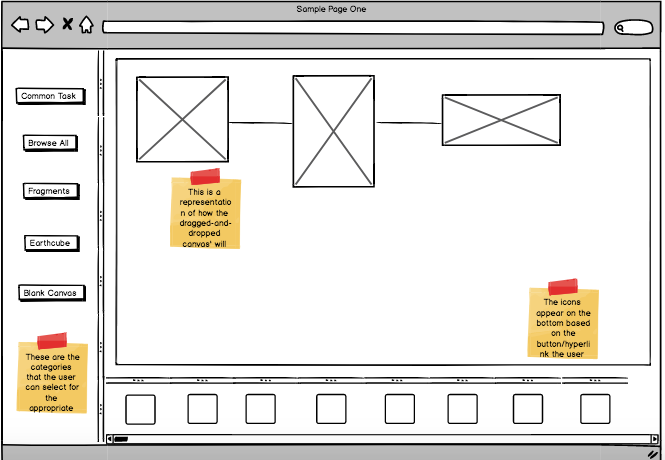 Sample Page One
Common Task
Browse All
Fragments
Earthcube
Blank Canvas
These are the
categories
that the user
can select for
the
appropriate
This is a
representatio
n of how the
dragged-and-
dropped
canvas' will
The icons
appear on the
bottom based
on the
button/hyperli
nk the user